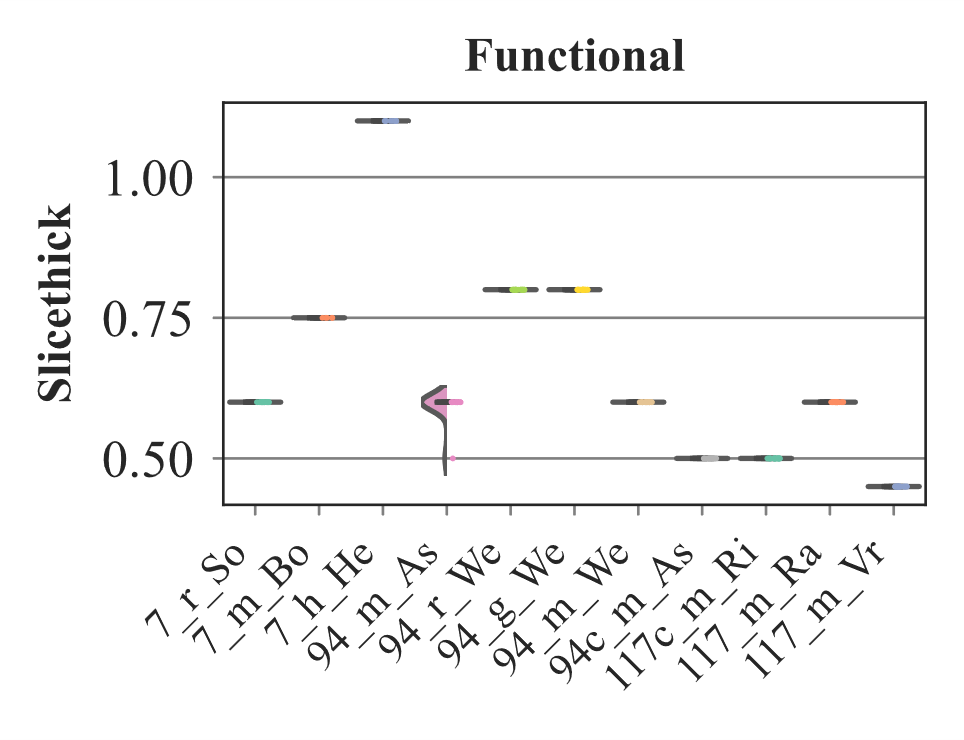 Functional
Slicethick
1.00
0.75
0.50
7_r_So
7_m_Bo
7_h_He
94_m_As
94_r_We
94_g_We
94_m_We
94c_m_As
117c_m_Ri
117_m_Ra
117_m_Vr